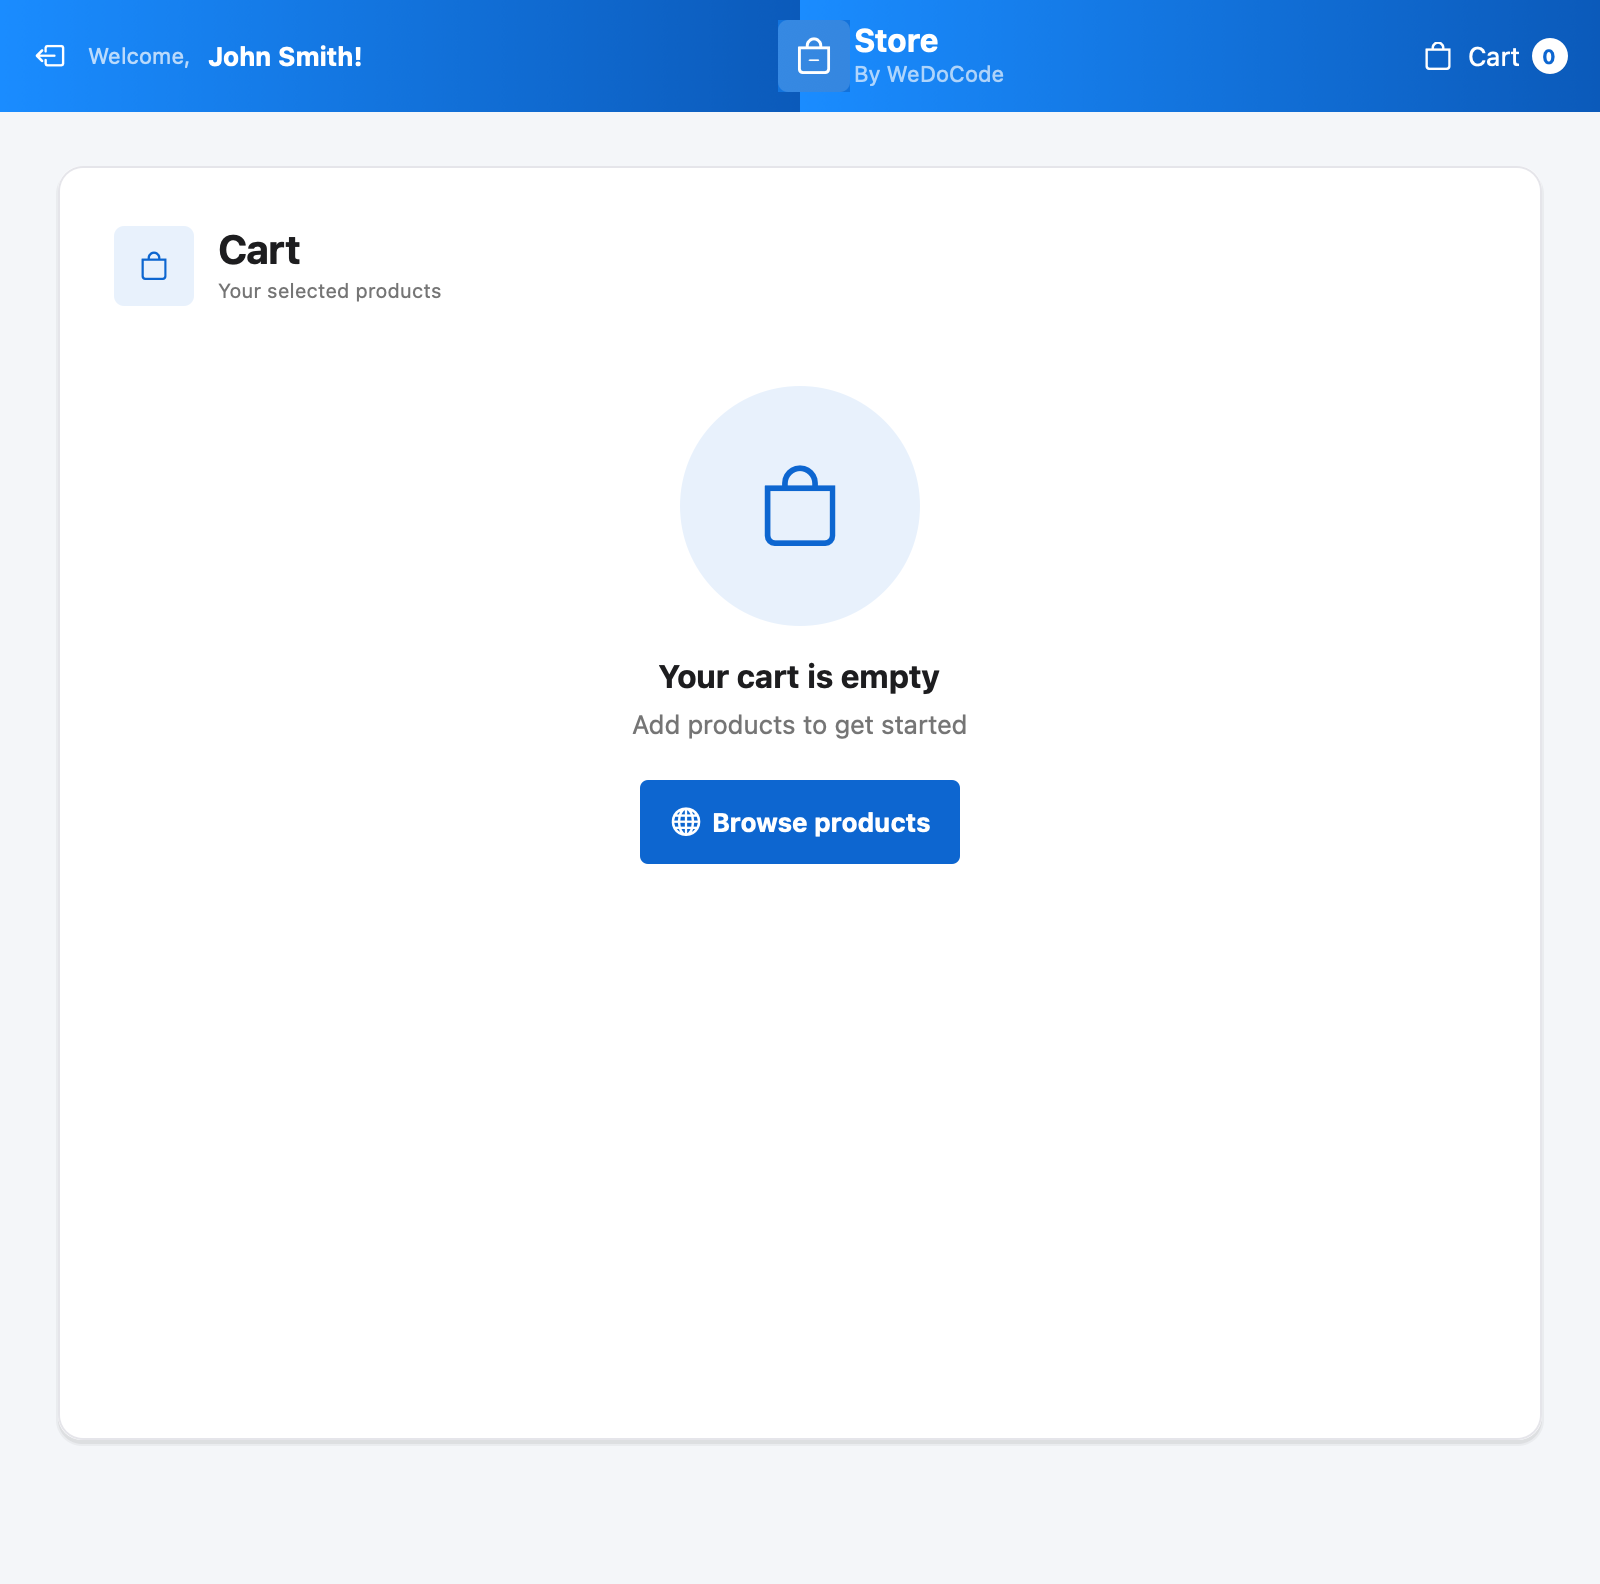 Welcome, John Smith!
Store
By WeDoCode
Cart 0
Cart
Your selected products
Your cart is empty
Add products to get started
Browse products